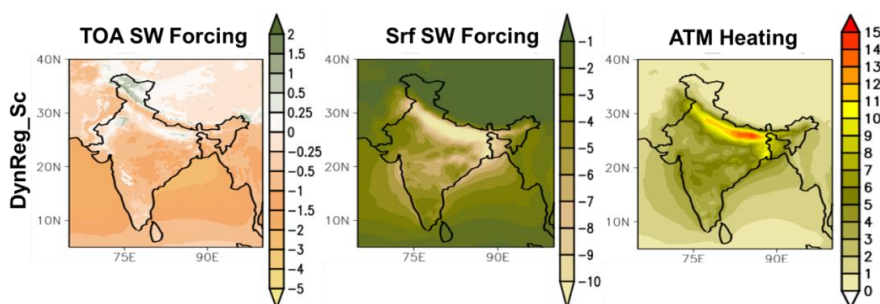 TOA SW Forcing
Srf SW Forcing
ATM Heating
DynReg_Sc
40N
30N
20N
10N
75E
90E
2
1.5
1
0.5
0.25
0
-0.25
-0.5
-1
-1.5
-2
-3
-4
-5
40N
30N
20N
10N
75E
90E
-1
-2
-3
-4
-5
-6
-7
-8
-9
-10
40N
30N
20N
10N
75E
90E
15
14
13
12
11
10
9
8
7
6
5
4
3
2
1
0